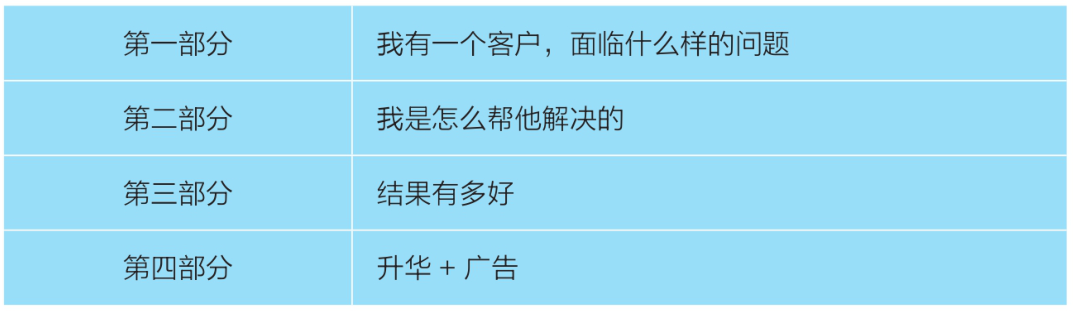 第一部分 我有一个客户，面临什么样的问题
第二部分 我是怎么帮他解决的
第三部分 结果有多好
第四部分 升华 + 广告